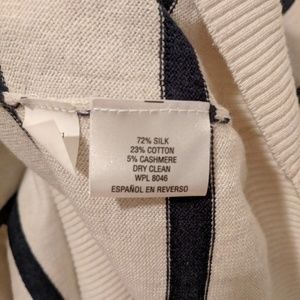 72% SILK
23% COTTON
5% CASHMERE
DRY CLEAN
WPL 8046
ESPAÑOL EN REVERSO